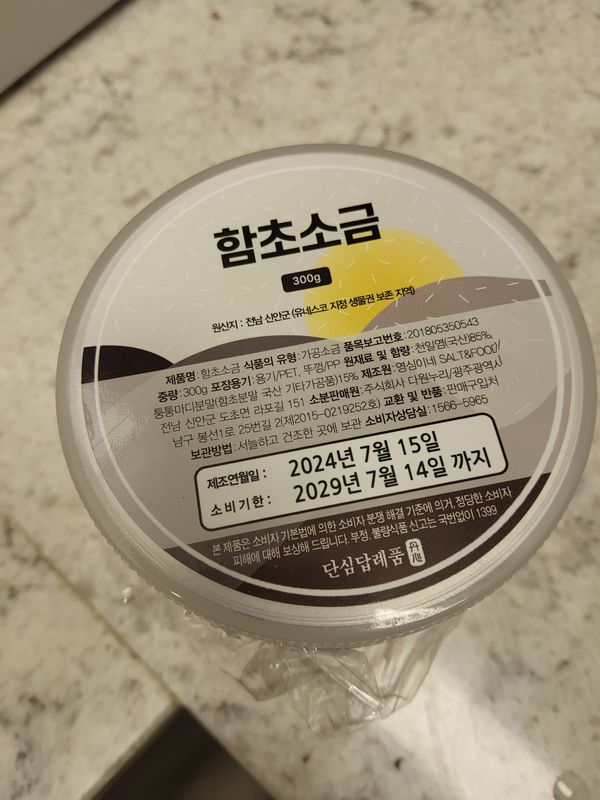 함초소금
300g
원산지 : 전남 신안군 (유네스코 지정 생물권 보존 지역)
제품명 : 함초소금 식품의 유형 : 가공소금 품목보고번호 : 201805350543
중량 : 300g 포장용기 : 용기/PET, 뚜껑/PP 원재료 및 함량 : 천일염(국산)85%,
퉁퉁마디분말(함초분말 국산 기타가공품)15% 제조원 : 영심이네 SALT&FOOD/
전남 신안군 도초면 라포길 151 소분판매원 : 주식회사 다원누리/광주광역시
남구 봉선1로 25번길 2(제2015-0219252호) 교환 및 반품 : 판매구입처
보관방법 : 서늘하고 건조한 곳에 보관 소비자상담실 : 1566-5965
제조연월일 : 2024년 7월 15일
소비기한 : 2029년 7월 14일 까지
본 제품은 소비자 기본법에 의한 소비자 분쟁 해결 기준에 의거, 정당한 소비자
피해에 대해 보상해 드립니다. 부정, 불량식품 신고는 국번없이 1399
단심답례품